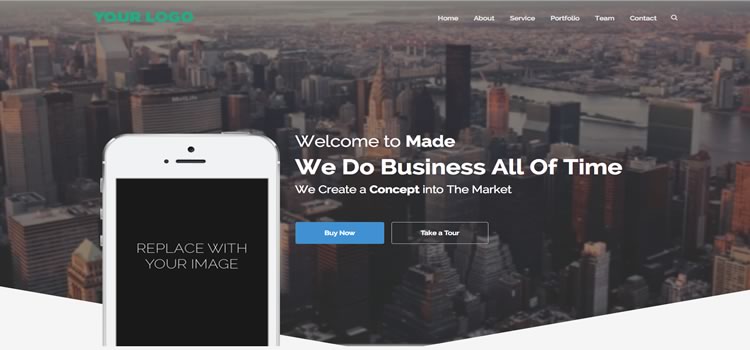 YOUR LOGO
Home About Service Portfolio Team Contact
MetLife
Welcome to Made
We Do Business All Of Time
We Create a Concept into The Market
Buy Now Take a Tour
REPLACE WITH
YOUR IMAGE